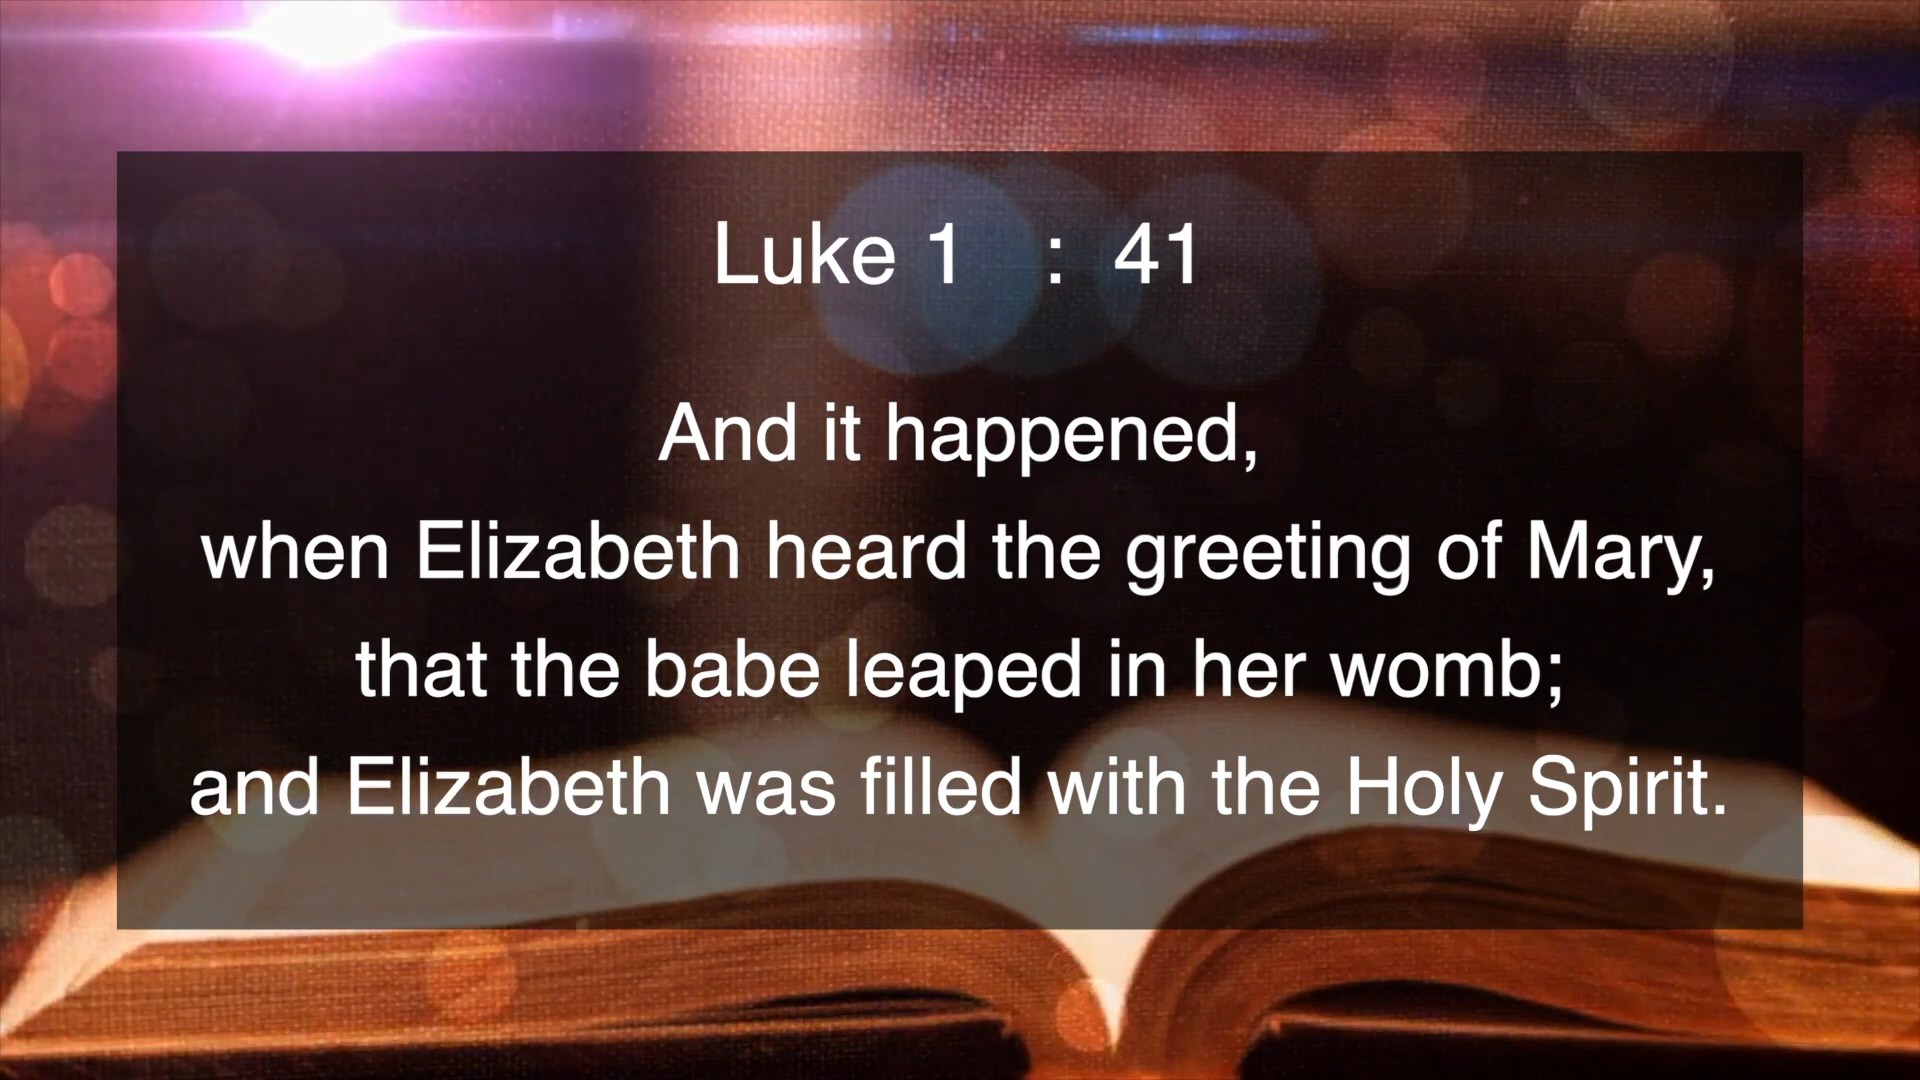 Luke 1 : 41
And it happened,
when Elizabeth heard the greeting of Mary,
that the babe leaped in her womb;
and Elizabeth was filled with the Holy Spirit.